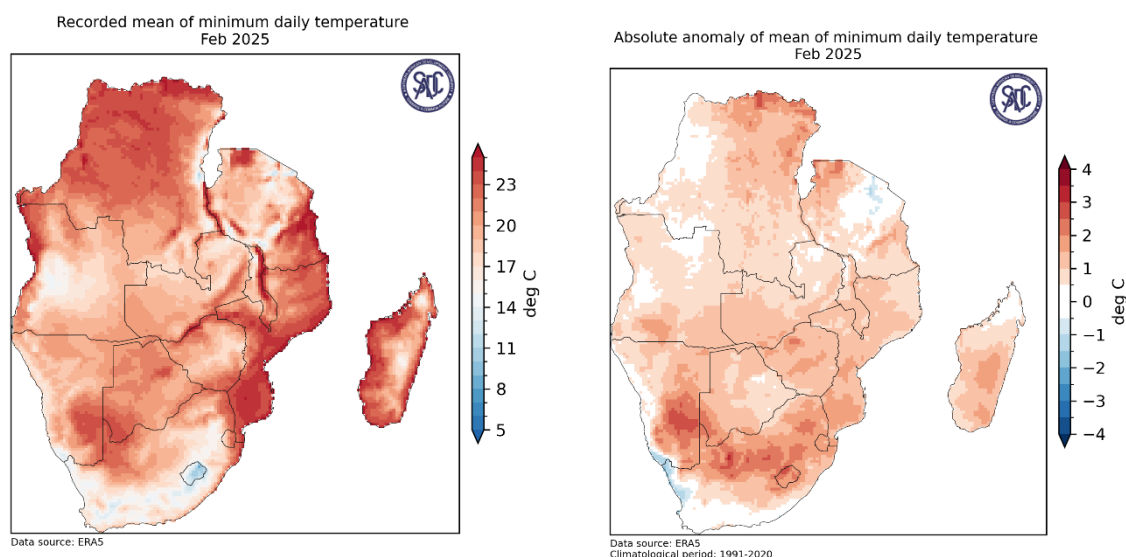 Recorded mean of minimum daily temperature
Feb 2025
SADC
23
20
17
14
11
8
5
deg C
Data source: ERA5
Absolute anomaly of mean of minimum daily temperature
Feb 2025
SADC
4
3
2
1
0
−1
−2
−3
−4
deg C
Data source: ERA5
Climatological period: 1991-2020